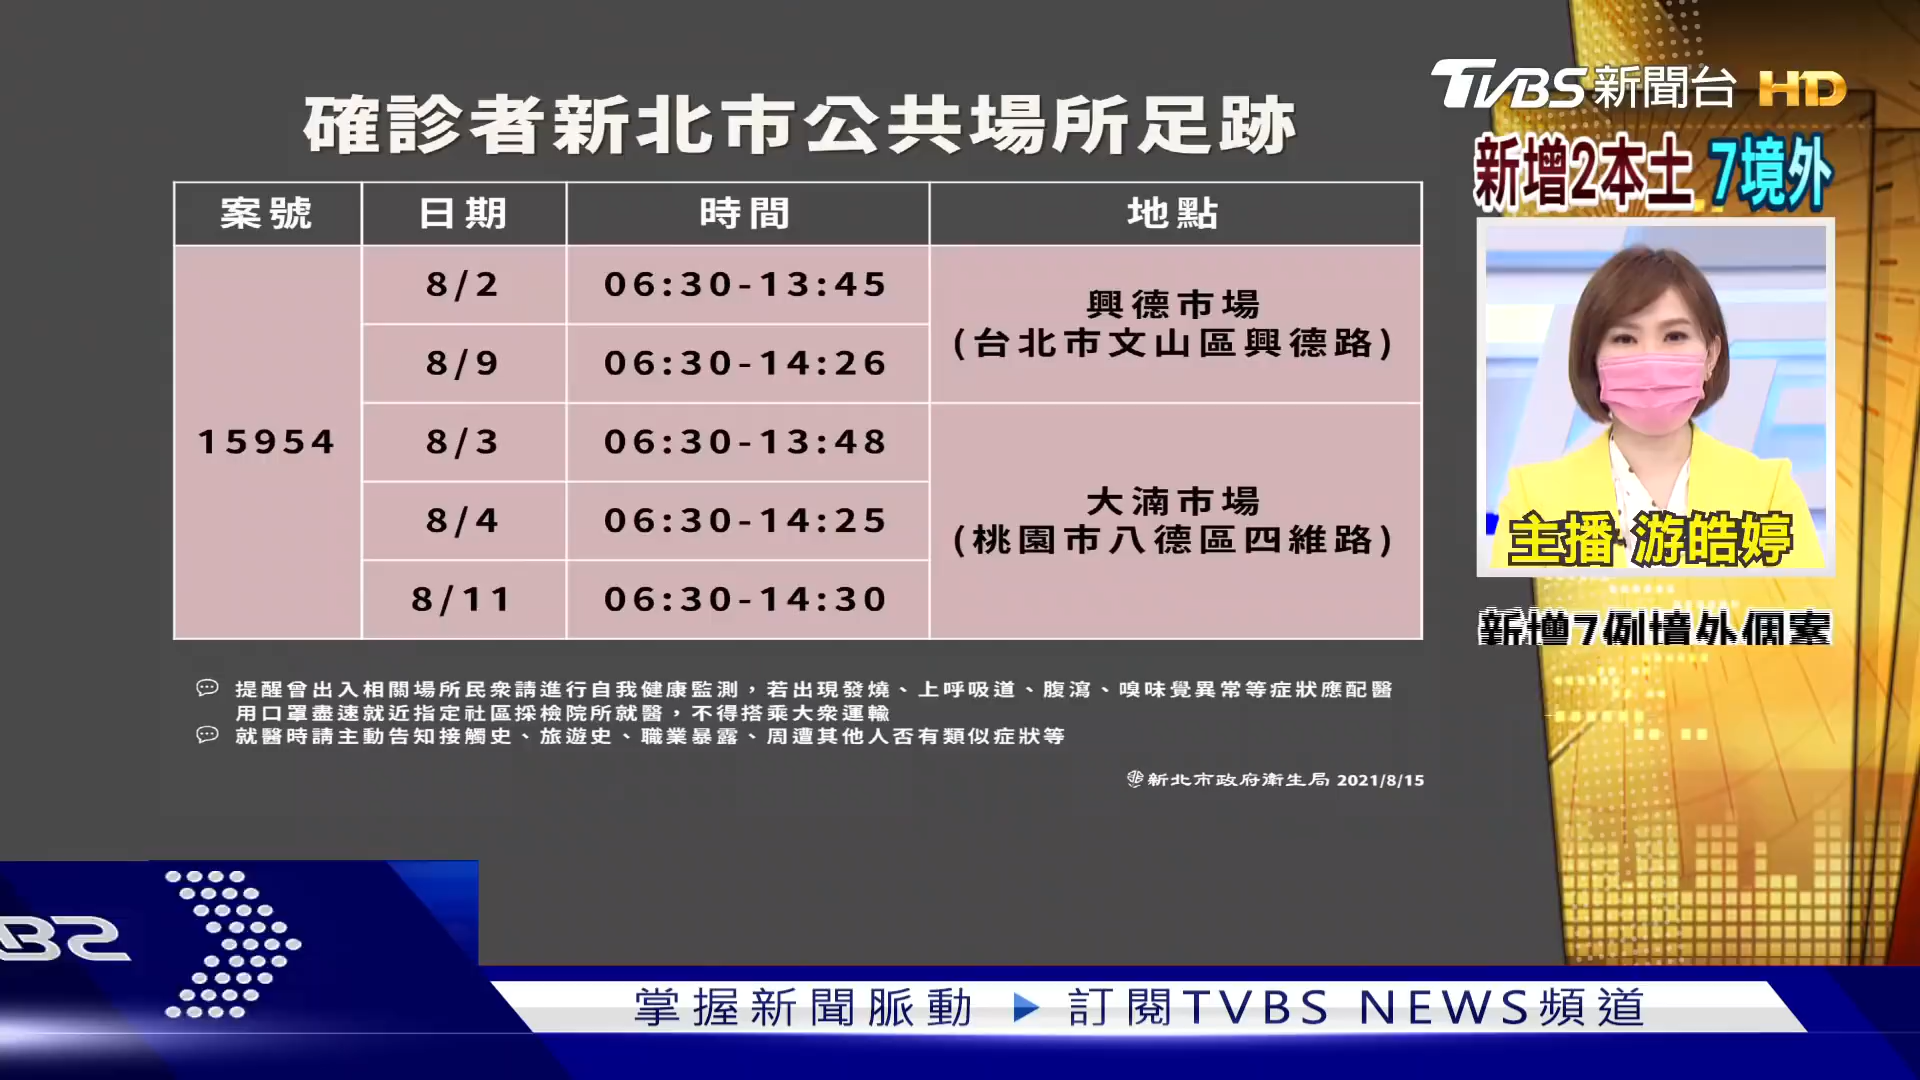 確診者新北市公共場所足跡
案號 日期 時間 地點
15954
8/2 06:30-13:45
8/9 06:30-14:26
興德市場
(台北市文山區興德路)
8/3 06:30-13:48
8/4 06:30-14:25
8/11 06:30-14:30
大湳市場
(桃園市八德區四維路)
提醒曾出入相關場所民眾請進行自我健康監測，若出現發燒、上呼吸道、腹瀉、嗅味覺異常等症狀應配醫
用口罩盡速就近指定社區採檢院所就醫，不得搭乘大眾運輸
就醫時請主動告知接觸史、旅遊史、職業暴露、周遭其他人否有類似症狀等
新北市政府衛生局 2021/8/15
TVBS新聞台 HD
新增2本土 7境外
主播 游皓婷
新增7例境外個案
掌握新聞脈動 ▶ 訂閱TVBS NEWS頻道